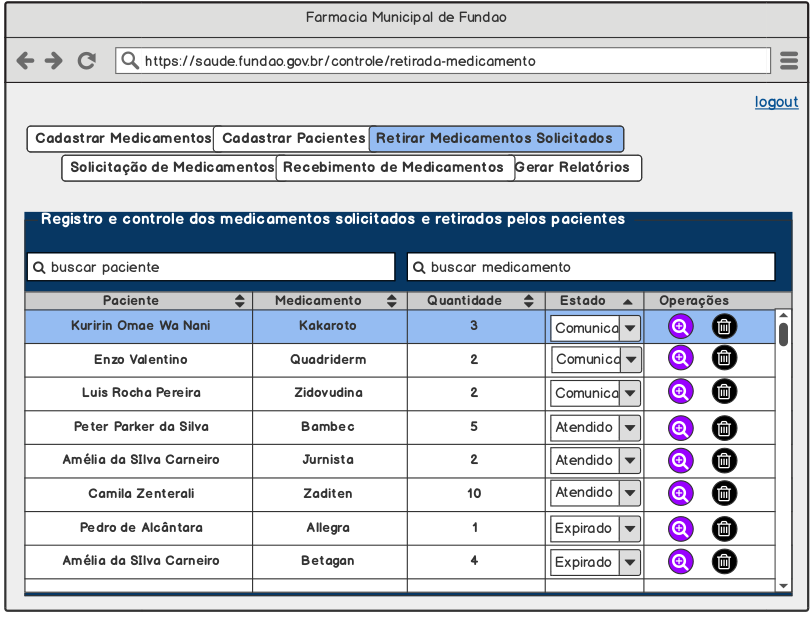 Farmacia Municipal de Fundao
https://saude.fundao.gov.br/controle/retirada-medicamento
logout
Cadastrar Medicamentos Cadastrar Pacientes Retirar Medicamentos Solicitados
Solicitação de Medicamentos Recebimento de Medicamentos Gerar Relatórios
Registro e controle dos medicamentos solicitados e retirados pelos pacientes
buscar paciente buscar medicamento
Paciente Medicamento Quantidade Estado Operações
Kuririn Omae Wa Nani Kakaroto 3 Comunica
Enzo Valentino Quadriderm 2 Comunica
Luis Rocha Pereira Zidovudina 2 Comunica
Peter Parker da Silva Bambec 5 Atendido
Amélia da SIlva Carneiro Jurnista 2 Atendido
Camila Zenterali Zaditen 10 Atendido
Pedro de Alcântara Allegra 1 Expirado
Amélia da SIlva Carneiro Betagan 4 Expirado